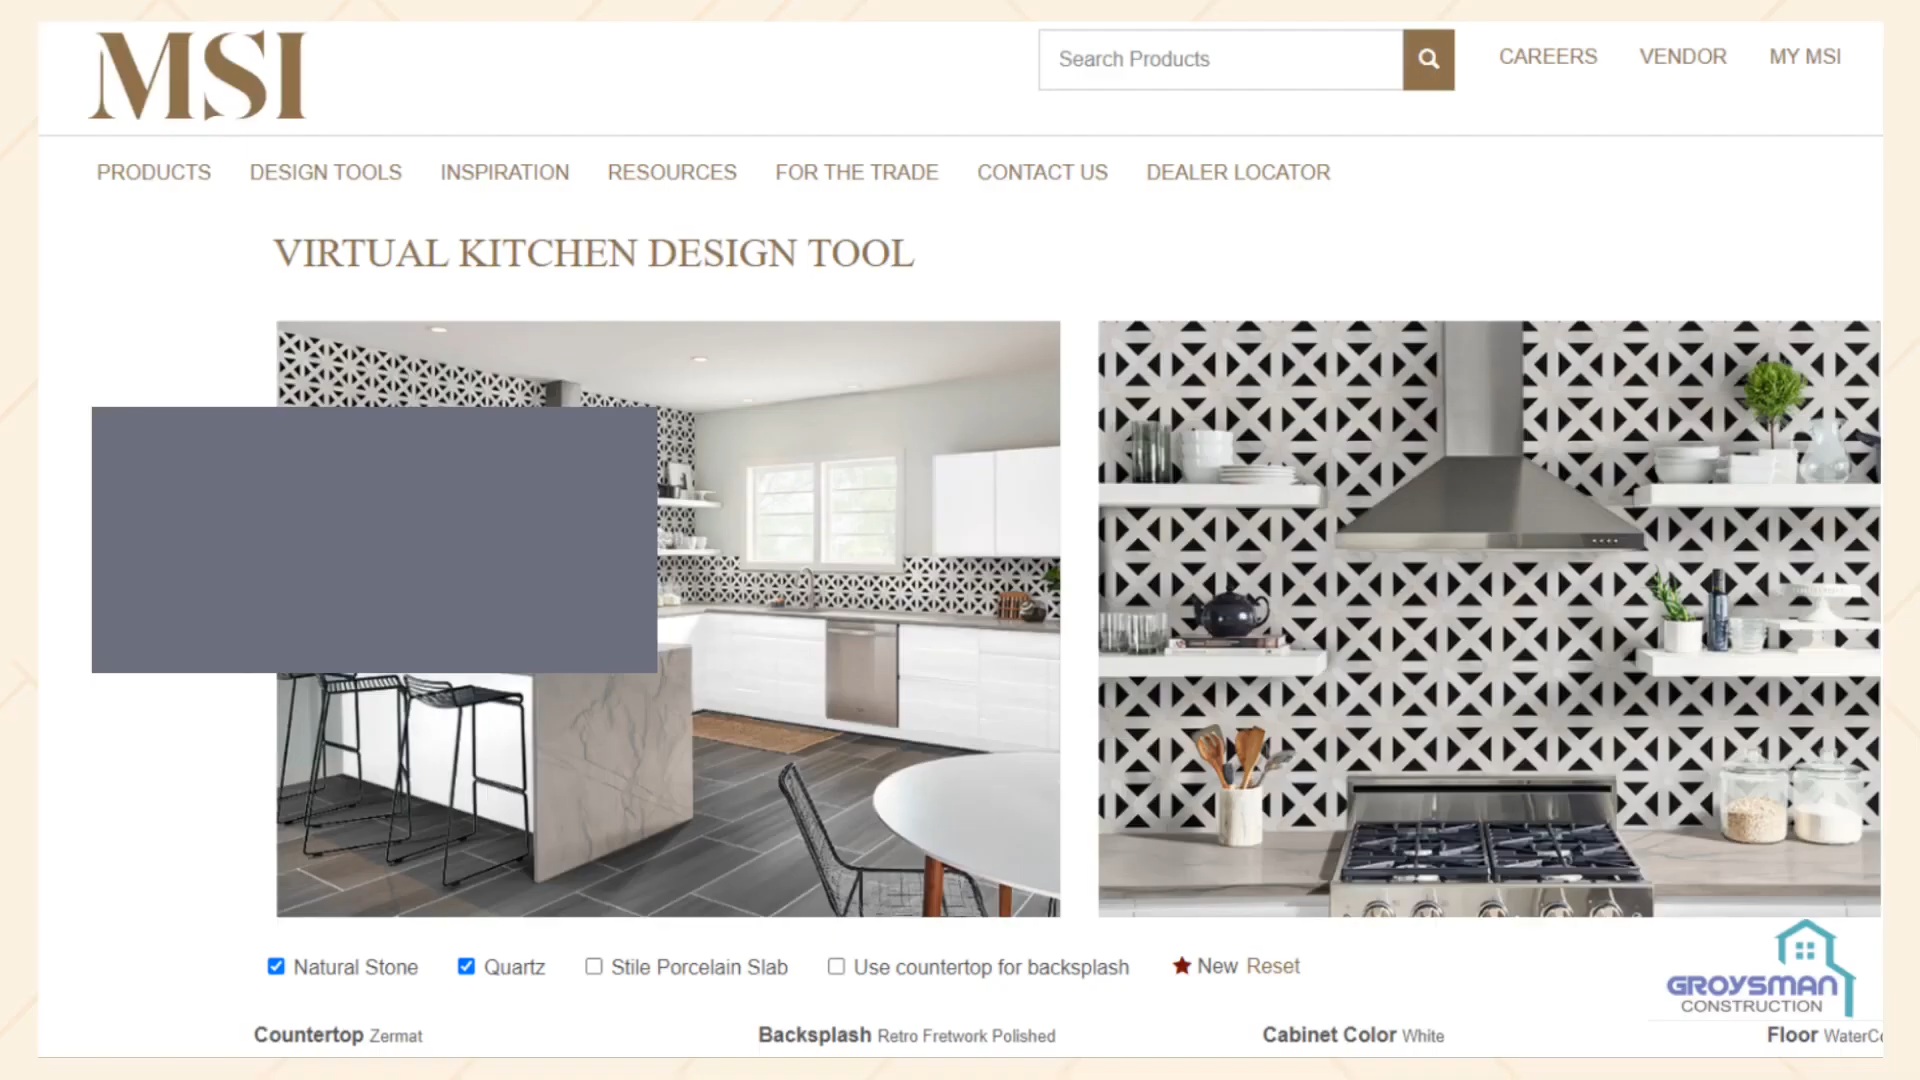 MSI
Search Products
CAREERS VENDOR MY MSI
PRODUCTS DESIGN TOOLS INSPIRATION RESOURCES FOR THE TRADE CONTACT US DEALER LOCATOR
VIRTUAL KITCHEN DESIGN TOOL
Natural Stone Quartz Stile Porcelain Slab Use countertop for backsplash New Reset
GROYSMAN
CONSTRUCTION
Countertop Zermat Backsplash Retro Fretwork Polished Cabinet Color White Floor